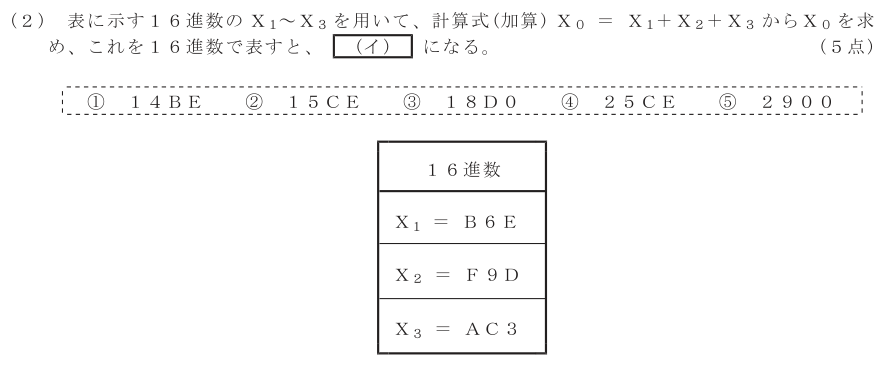 (2) 表に示す16進数のX₁~X₃を用いて、計算式(加算) X₀ = X₁+X₂+X₃からX₀を求
め、これを16進数で表すと、 (イ) になる。 (5点)
① 14BE ② 15CE ③ 18D0 ④ 25CE ⑤ 2900
16進数
X₁ = B6E
X₂ = F9D
X₃ = AC3